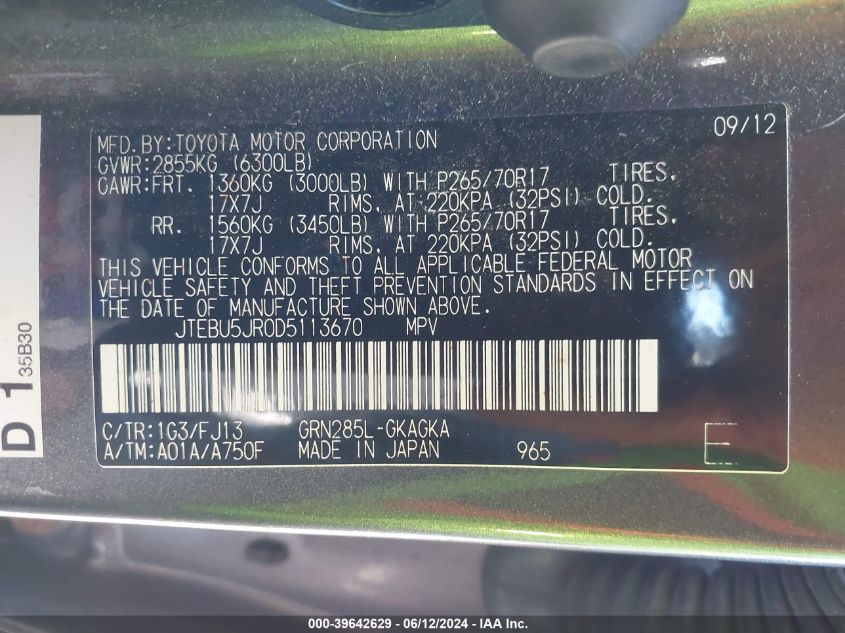 09/12
MFD.BY:TOYOTA MOTOR CORPORATION
GVWR:2855KG (6300LB)
GAWR:FRT. 1360KG (3000LB) WITH P265/70R17 TIRES,
17X7J RIMS, AT 220KPA (32PSI) COLD.
RR. 1560KG (3450LB) WITH P265/70R17 TIRES,
17X7J RIMS, AT 220KPA (32PSI) COLD.
THIS VEHICLE CONFORMS TO ALL APPLICABLE FEDERAL MOTOR
VEHICLE SAFETY AND THEFT PREVENTION STANDARDS IN EFFECT ON
THE DATE OF MANUFACTURE SHOWN ABOVE.
JTEBU5JR0D5113670 MPV
C/TR:1G3/FJ13 GRN285L-GKAGKA
A/TM:A01A/A750F MADE IN JAPAN 965 E
D 1 35B30
000-39642629 - 06/12/2024 - IAAI Inc.